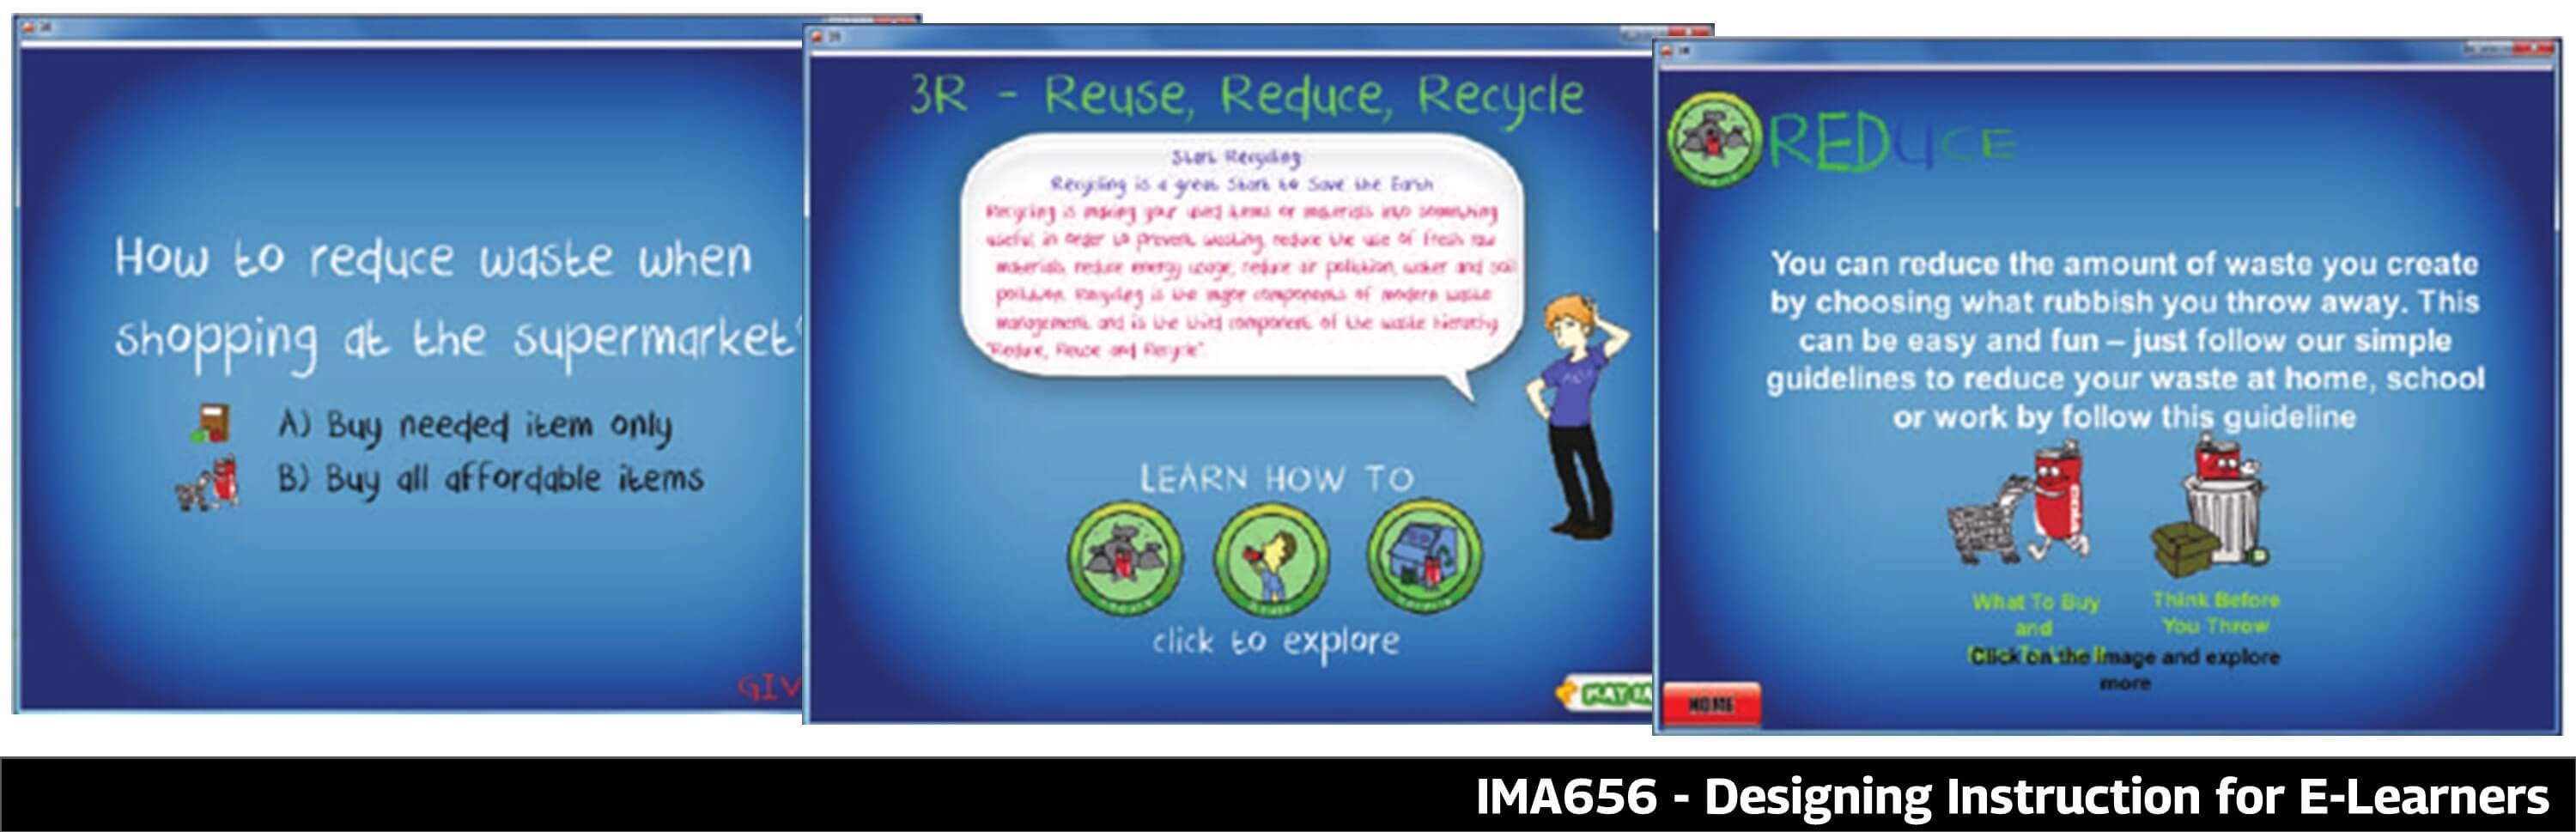 How to reduce waste when
shopping at the supermarket?
A) Buy needed item only
B) Buy all affordable items
GIV
3R - Reuse, Reduce, Recycle
Start Recycling
Recycling is a great Start to Save the Earth
Recycling is making your used items or materials into something
useful in order to prevent wasting, reduce the use of fresh raw
materials, reduce energy usage, reduce air pollution, water and soil
pollution. Recycling is the major components of modern waste
management and is the third component of the waste hierarchy
"Reduce, Reuse and Recycle".
LEARN HOW TO
click to explore
PLAY
REDUCE
You can reduce the amount of waste you create
by choosing what rubbish you throw away. This
can be easy and fun – just follow our simple
guidelines to reduce your waste at home, school
or work by follow this guideline
COLA
What To Buy
and
Think Before
You Throw
Click on the image and explore
more
HOME
IMA656 - Designing Instruction for E-Learners